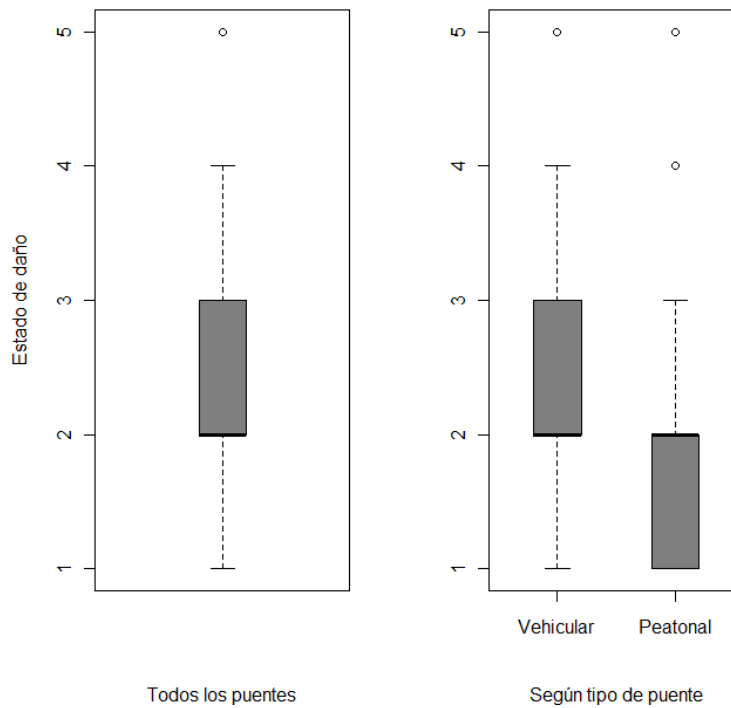 Estado de daño
5
4
3
2
1
Todos los puentes
5
4
3
2
1
Vehicular Peatonal
Según tipo de puente